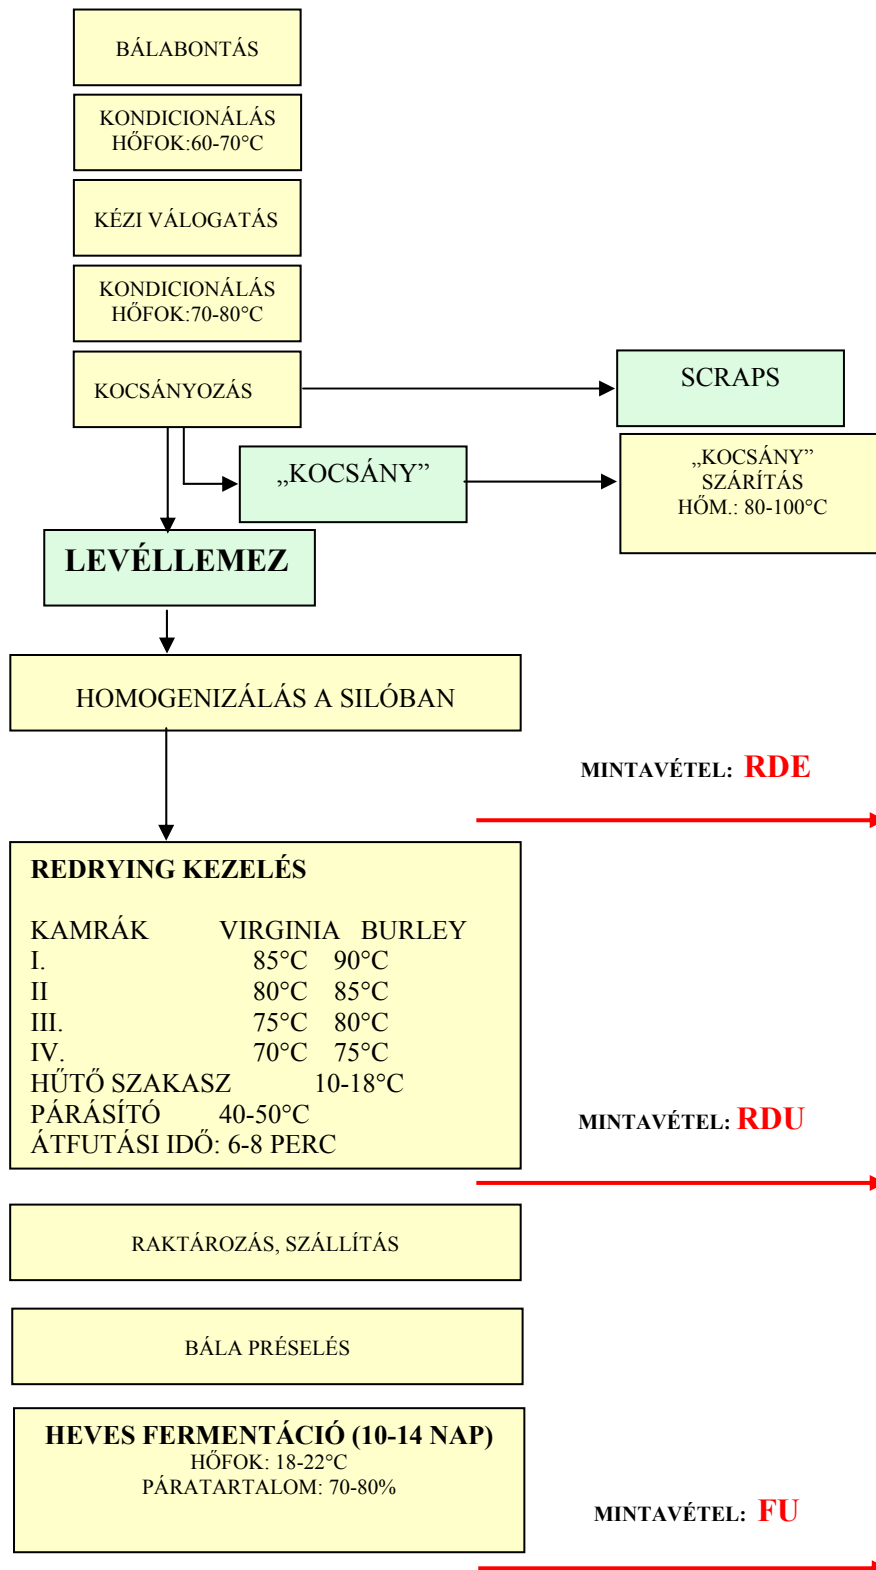 BÁLABONTÁS
KONDICIONÁLÁS
HŐFOK:60-70°C
KÉZI VÁLOGATÁS
KONDICIONÁLÁS
HŐFOK:70-80°C
KOCSÁNYOZÁS
SCRAPS
„KOCSÁNY”
„KOCSÁNY”
SZÁRÍTÁS
HŐM.: 80-100°C
LEVÉLLEMEZ
HOMOGENIZÁLÁS A SILÓBAN
MINTAVÉTEL: RDE
REDRYING KEZELÉS
KAMRÁK VIRGINIA BURLEY
I. 85°C 90°C
II 80°C 85°C
III. 75°C 80°C
IV. 70°C 75°C
HŰTŐ SZAKASZ 10-18°C
PÁRÁSÍTÓ 40-50°C
ÁTFUTÁSI IDŐ: 6-8 PERC
MINTAVÉTEL: RDU
RAKTÁROZÁS, SZÁLLÍTÁS
BÁLA PRÉSELÉS
HEVES FERMENTÁCIÓ (10-14 NAP)
HŐFOK: 18-22°C
PÁRATARTALOM: 70-80%
MINTAVÉTEL: FU